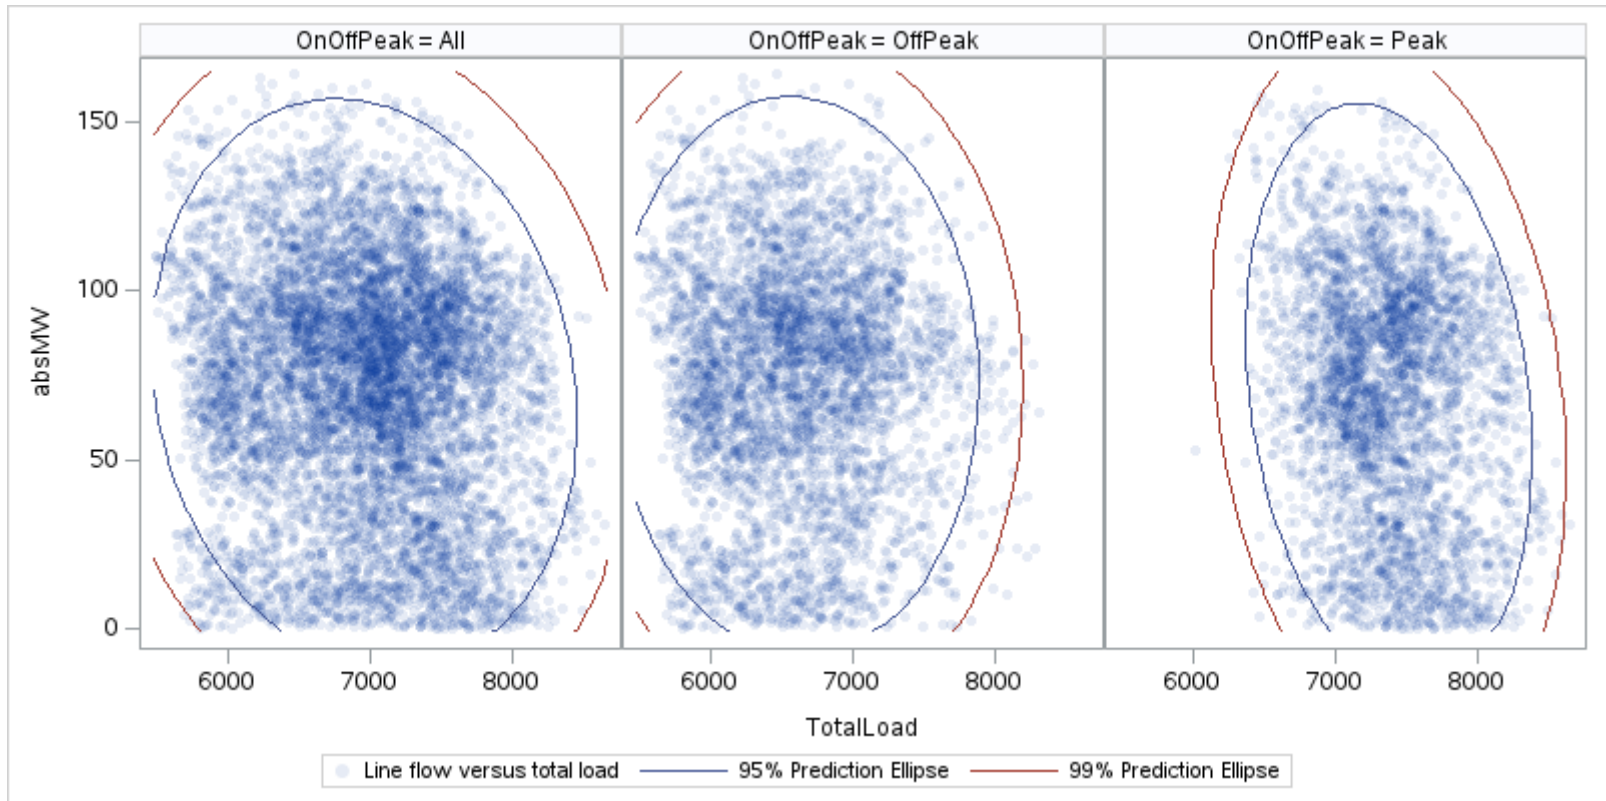 OnOffPeak = All
OnOffPeak = OffPeak
OnOffPeak = Peak
absMW
150
100
50
0
6000 7000 8000
6000 7000 8000
6000 7000 8000
TotalLoad
Line flow versus total load
95% Prediction Ellipse
99% Prediction Ellipse